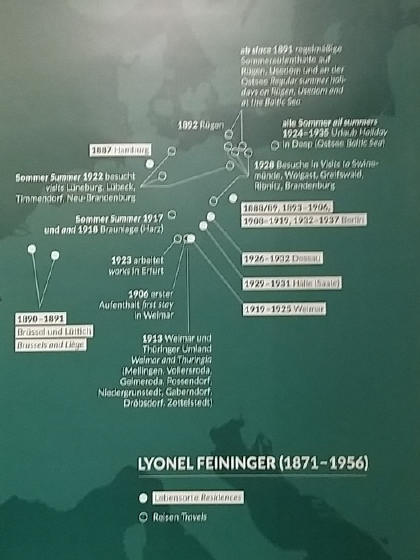 ab since 1891 regelmäßige
Sommeraufenthalte auf
Rügen, Usedom und an der
Ostsee Regular summer holi-
days on Rügen, Usedom and
at the Baltic Sea
1892 Rügen
alle Sommer all summers
1924–1935 Urlaub Holiday
in Deep (Ostsee Baltic Sea)
1887 Hamburg
Sommer Summer 1922 besucht
visits Lüneburg, Lübeck,
Timmendorf, Neu-Brandenburg
1928 Besuche in Visits to Swine-
münde, Wolgast, Greifswald,
Ribnitz, Brandenburg
1888/89, 1893–1906,
1908–1919, 1932–1937 Berlin
Sommer Summer 1917
und and 1918 Braunlage (Harz)
1926–1932 Dessau
1923 arbeitet
works in Erfurt
1929–1931 Halle (Saale)
1906 erster
Aufenthalt first stay
in Weimar
1919–1925 Weimar
1890–1891
Brüssel und Lüttich
Brussels and Liège
1913 Weimar und
Thüringer Umland
Weimar and Thuringia
(Mellingen, Vollersroda,
Gelmeroda, Possendorf,
Niedergrunstedt, Gaberndorf,
Dröbsdorf, Zottelstedt)
LYONEL FEININGER (1871–1956)
Lebensorte Residences
Reisen Travels